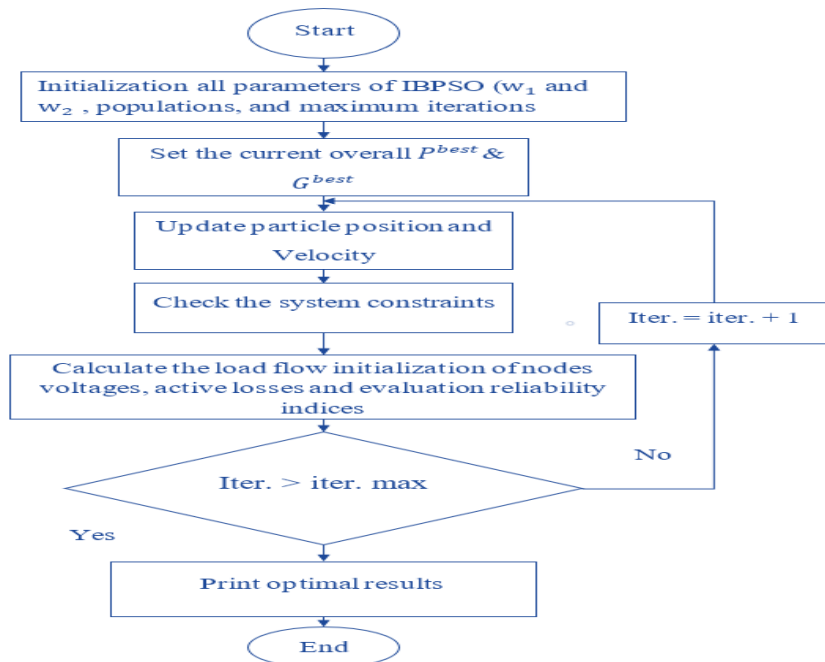 Start
Initialization all parameters of IBPSO (w₁ and
w₂ , populations, and maximum iterations
Set the current overall P^best &
G^best
Update particle position and
Velocity
Check the system constraints
Iter. = iter. + 1
Calculate the load flow initialization of nodes
voltages, active losses and evaluation reliability
indices
No
Iter. > iter. max
Yes
Print optimal results
End